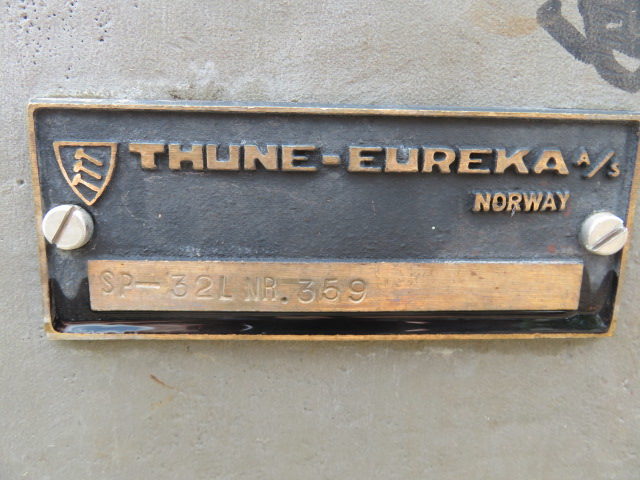 THUNE-EUREKA A/S
NORWAY
SP-32L NR.359